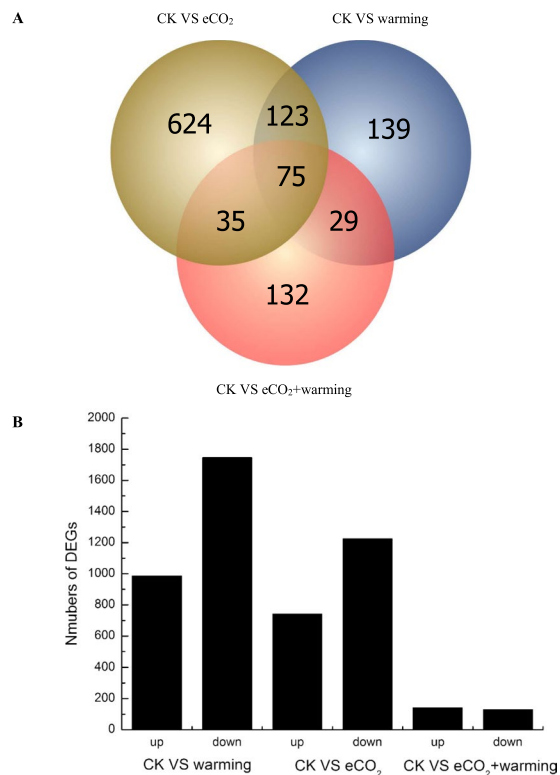 A
CK VS eCO₂
CK VS warming
624
123
139
75
35
29
132
CK VS eCO₂+warming
B
Nmubers of DEGs
2000
1800
1600
1400
1200
1000
800
600
400
200
0
up down up down up down
CK VS warming CK VS eCO₂ CK VS eCO₂+warming